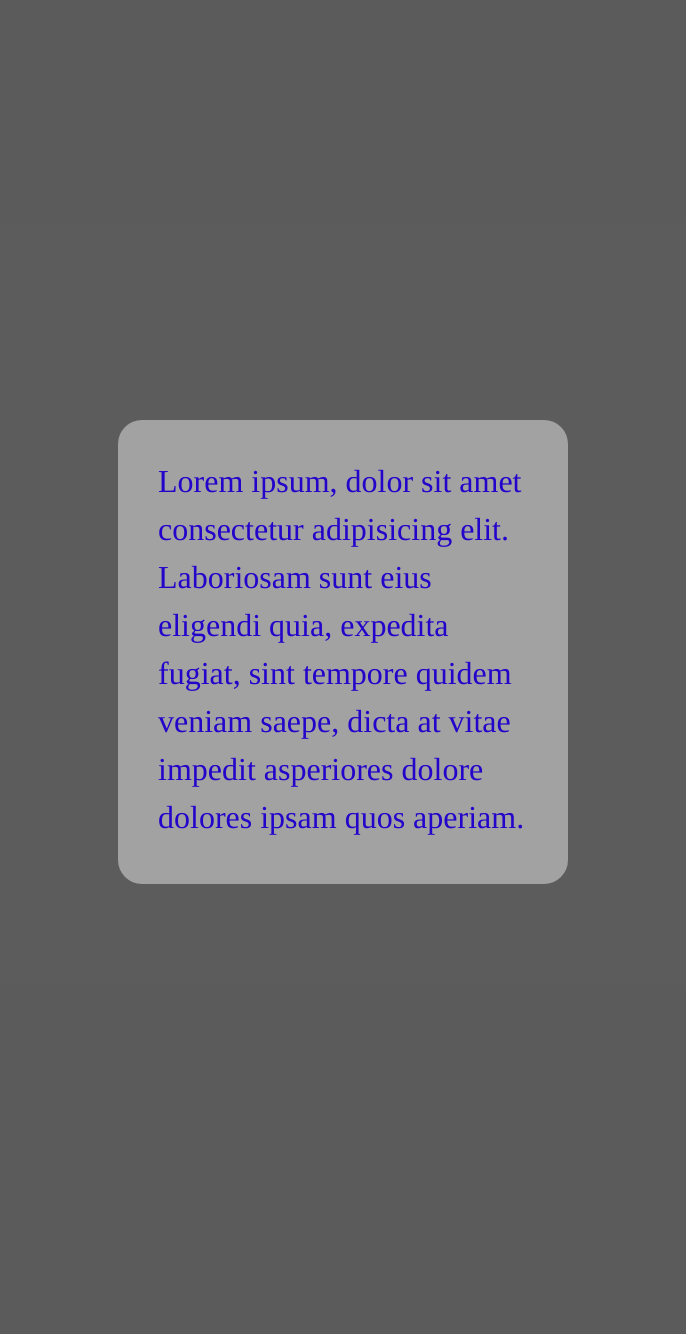 Lorem ipsum, dolor sit amet
consectetur adipisicing elit.
Laboriosam sunt eius
eligendi quia, expedita
fugiat, sint tempore quidem
veniam saepe, dicta at vitae
impedit asperiores dolore
dolores ipsam quos aperiam.